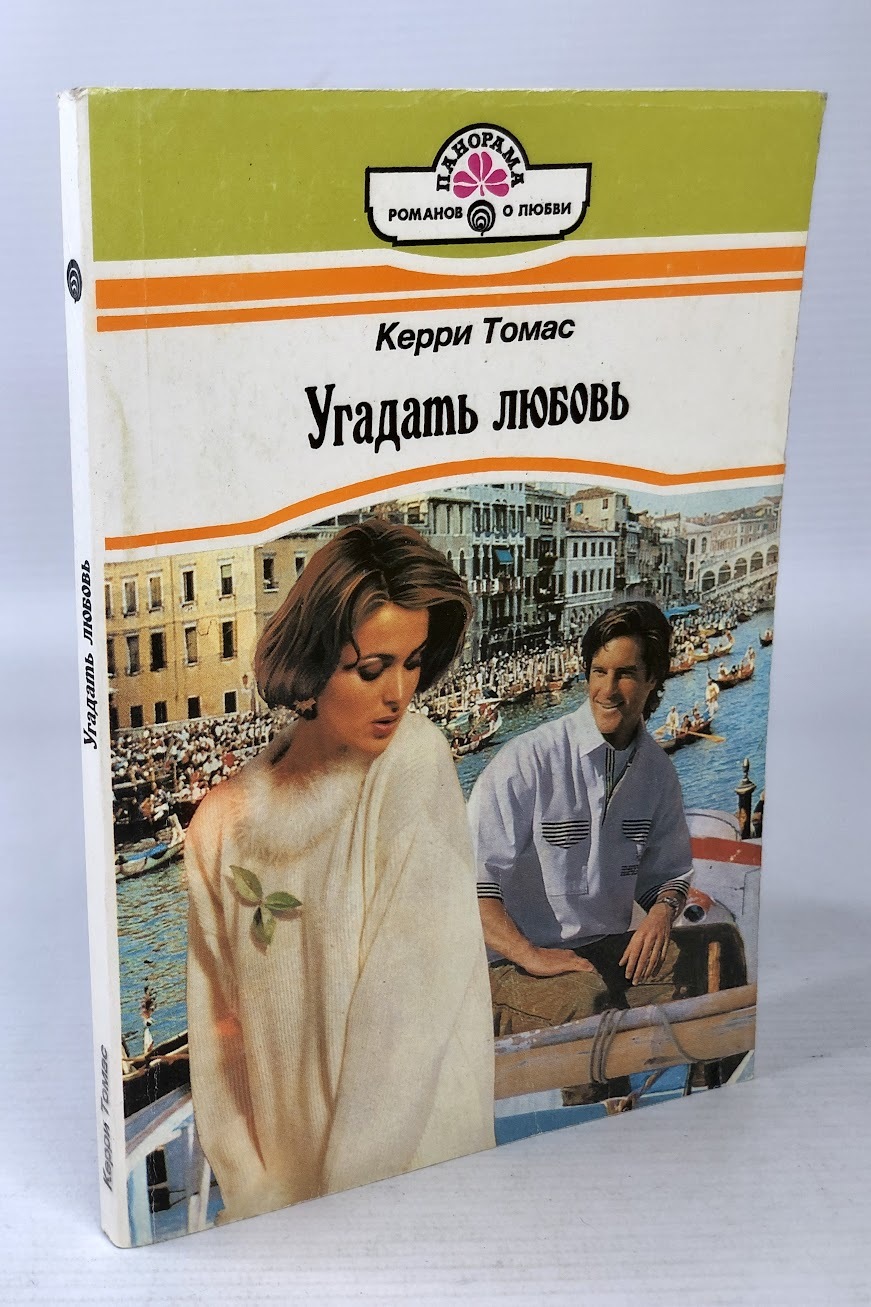 ПАНОРАМА
РОМАНОВ О ЛЮБВИ
Керри Томас
Угадать любовь
Угадать любовь
Керри Томас